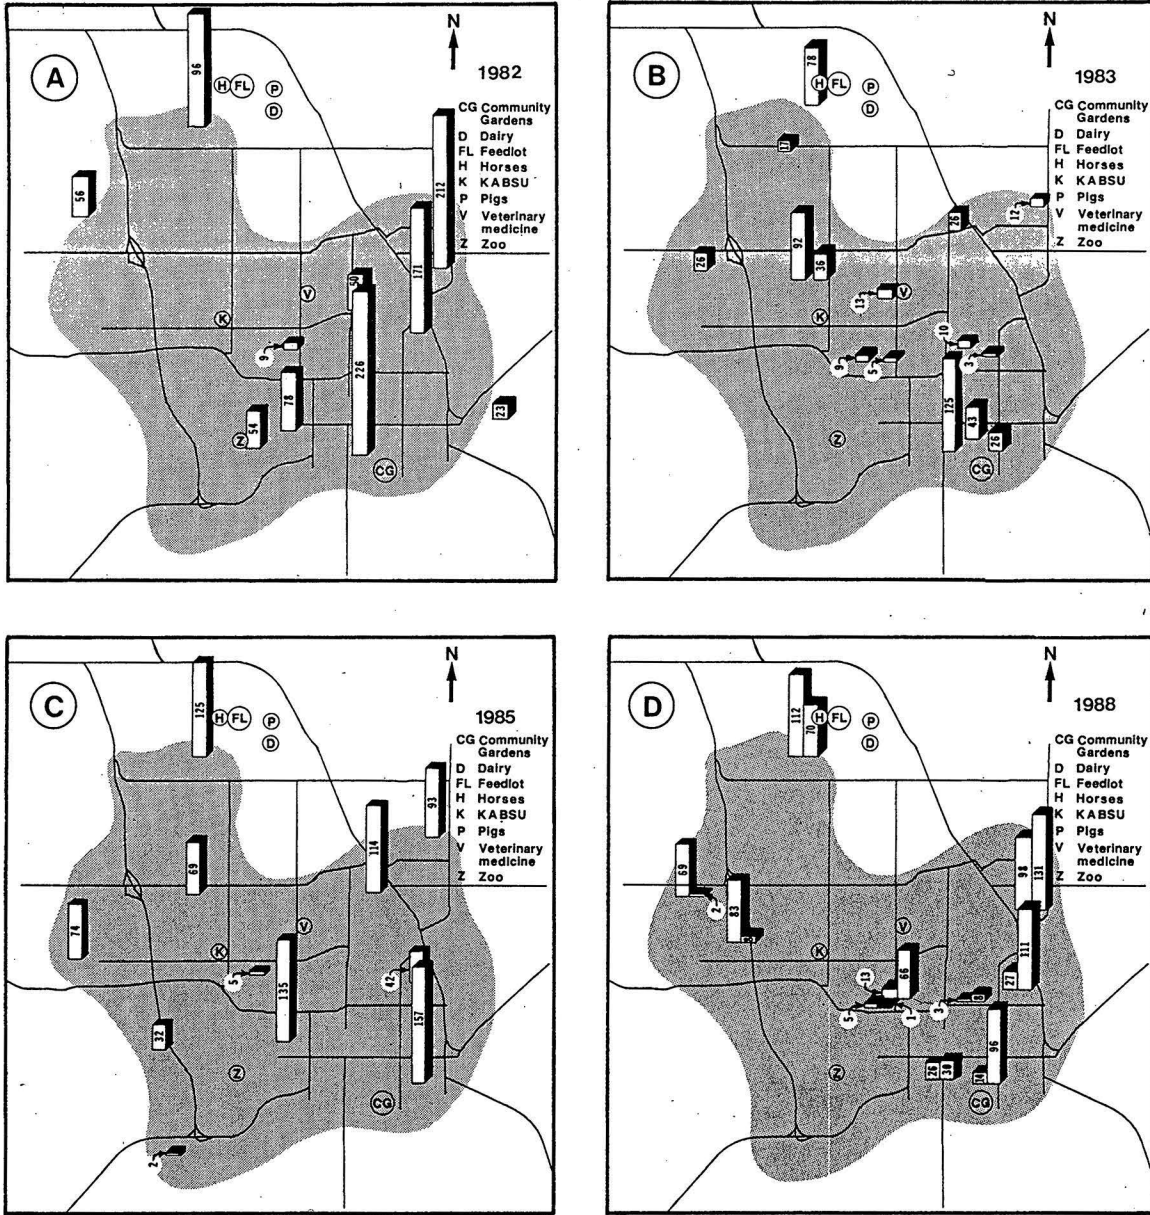 A
N
1982
96
H FL P
D
CG Community
Gardens
D Dairy
FL Feedlot
H Horses
K KABSU
P Pigs
V Veterinary
medicine
Z Zoo
56
212
171
50
V
K
9
226
78
54
Z
23
CG
B
N
1983
78
H FL P
D
CG Community
Gardens
D Dairy
FL Feedlot
H Horses
K KABSU
P Pigs
V Veterinary
medicine
Z Zoo
17
26
12
92
26
36
13
V
K
10
9
5
3
125
43
26
Z
CG
C
N
1985
125
H FL P
D
CG Community
Gardens
D Dairy
FL Feedlot
H Horses
K KABSU
P Pigs
V Veterinary
medicine
Z Zoo
93
114
69
74
V
K
5
42
135
157
32
Z
CG
2
D
N
1988
112
70
H FL P
D
CG Community
Gardens
D Dairy
FL Feedlot
H Horses
K KABSU
P Pigs
V Veterinary
medicine
Z Zoo
69
2
98
131
83
V
K
111
66
13
27
5
1
3
8
96
26
30
14
Z
CG